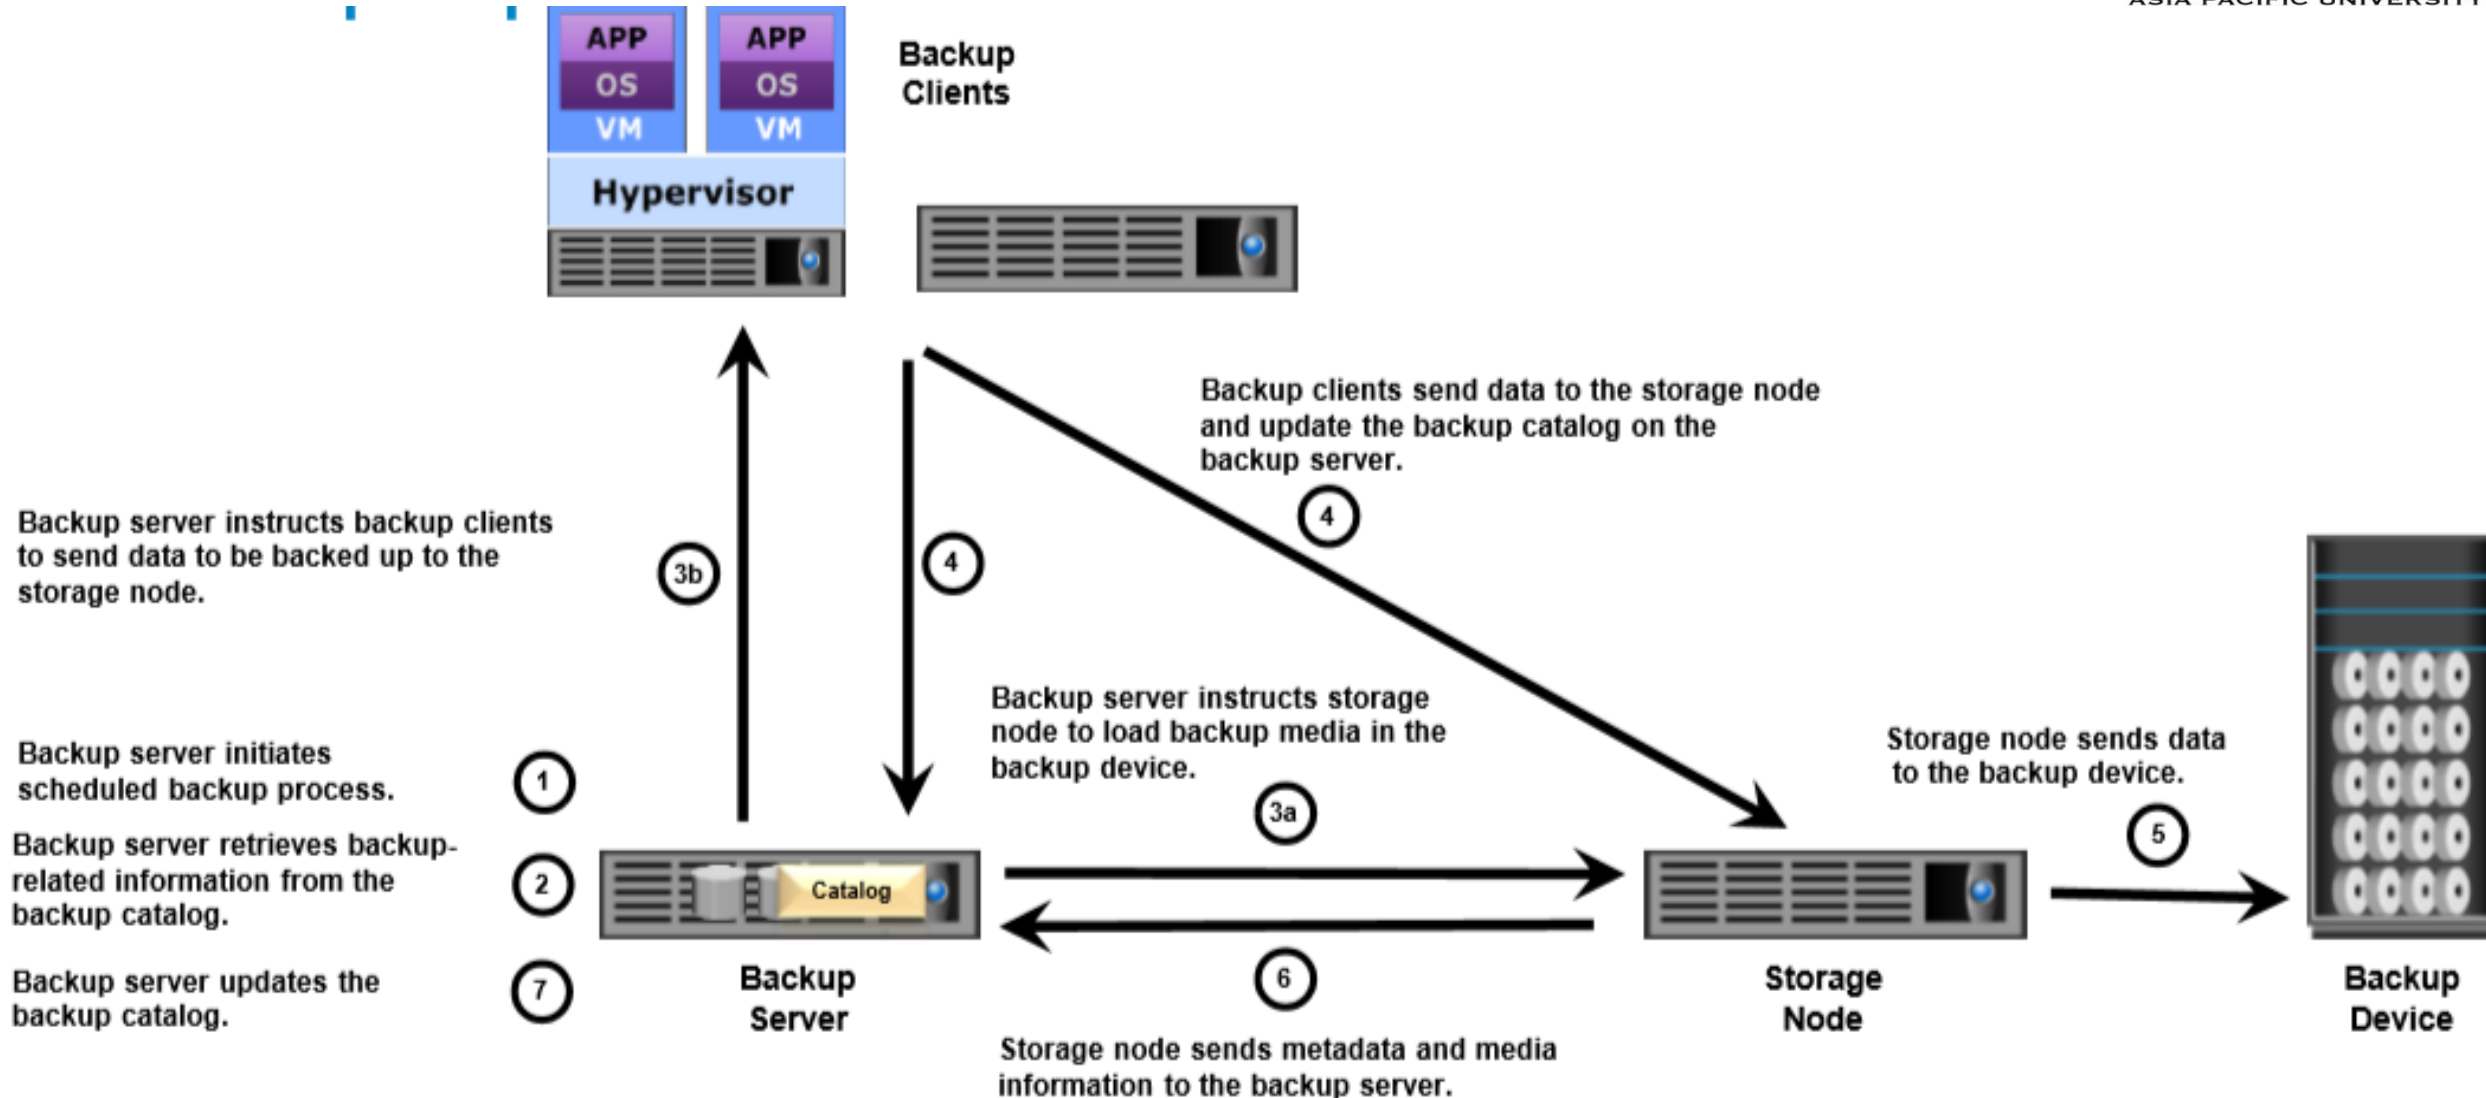 ASIA PACIFIC UNIVERSITY
APP
OS
VM
APP
OS
VM
Hypervisor
Backup
Clients
Backup clients send data to the storage node
and update the backup catalog on the
backup server.
4
Backup server instructs backup clients
to send data to be backed up to the
storage node.
3b
4
Backup server instructs storage
node to load backup media in the
backup device.
3a
Storage node sends data
to the backup device.
5
Backup server initiates
scheduled backup process.
1
Backup server retrieves backup-
related information from the
backup catalog.
2
Catalog
Backup server updates the
backup catalog.
7
Backup
Server
6
Storage node sends metadata and media
information to the backup server.
Storage
Node
Backup
Device